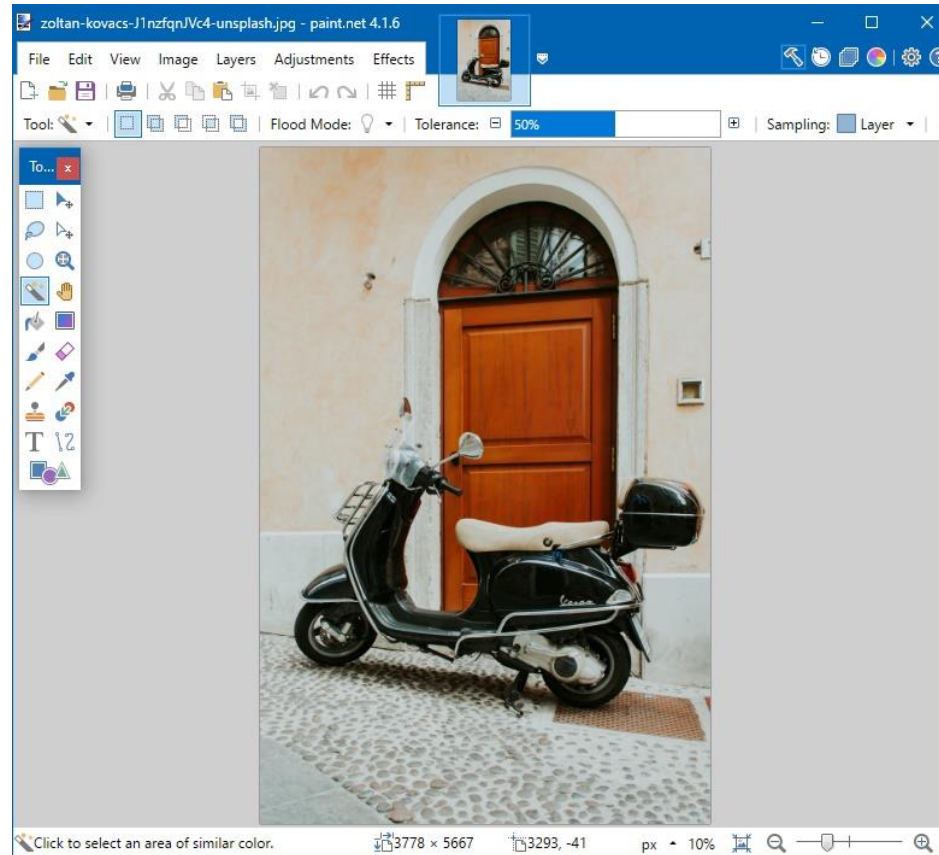 zoltan-kovacs-J1nzfqnJVc4-unsplash.jpg - paint.net 4.1.6
File Edit View Image Layers Adjustments Effects
Tool: Flood Mode: Tolerance: 50% Sampling: Layer
To... x
T
Vespa
Click to select an area of similar color. 3778 × 5667 3293, -41 px 10%